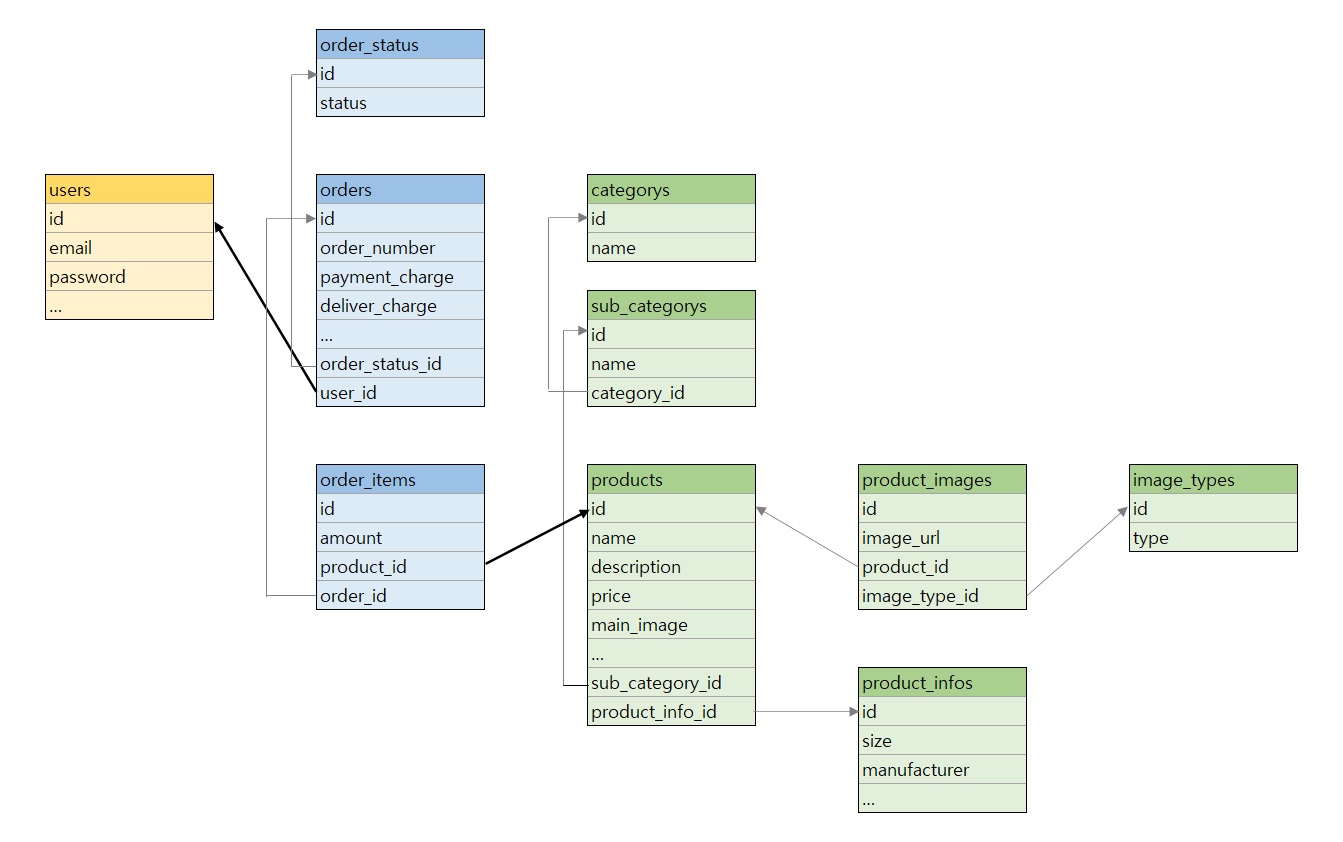 order_status
id
status
users
id
email
password
...
orders
id
order_number
payment_charge
deliver_charge
...
order_status_id
user_id
categorys
id
name
sub_categorys
id
name
category_id
order_items
id
amount
product_id
order_id
products
id
name
description
price
main_image
...
sub_category_id
product_info_id
product_images
id
image_url
product_id
image_type_id
image_types
id
type
product_infos
id
size
manufacturer
...